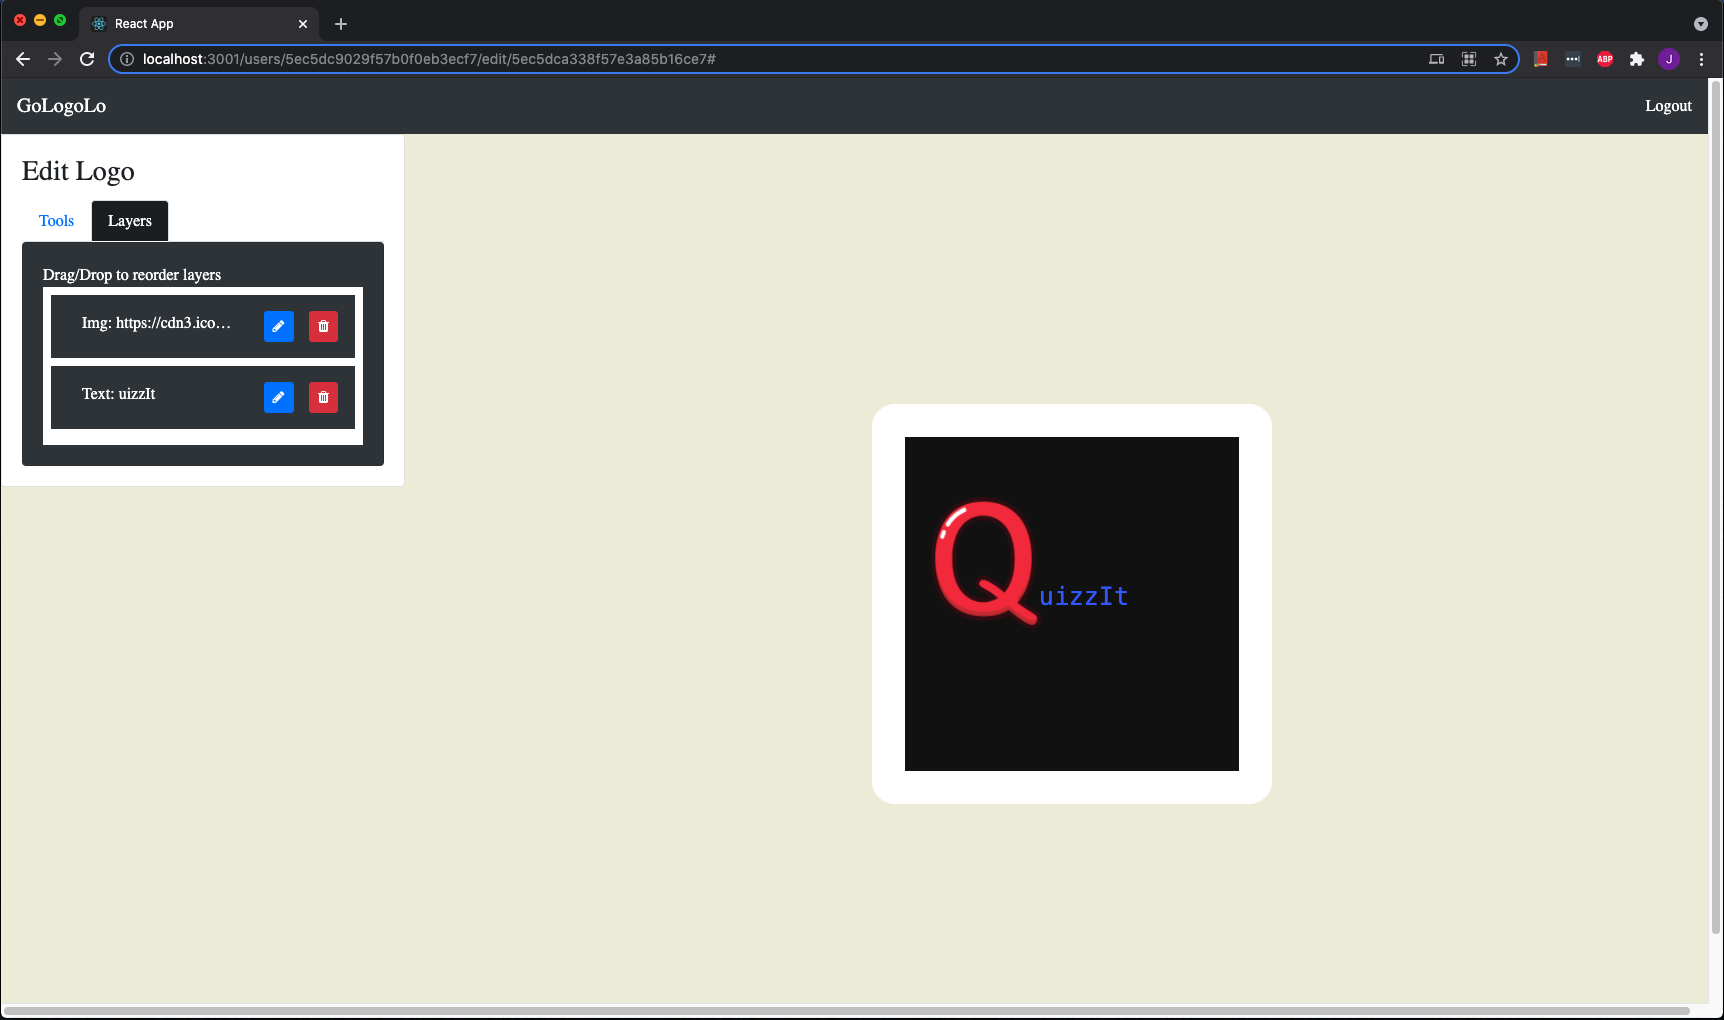 React App
localhost:3001/users/5ec5dc9029f57b0f0eb3ecf7/edit/5ec5dca338f57e3a85b16ce7#
ABP
J
GoLogoLo
Logout
Edit Logo
Tools
Layers
Drag/Drop to reorder layers
Img: https://cdn3.ico...
Text: uizzIt
QuizzIt